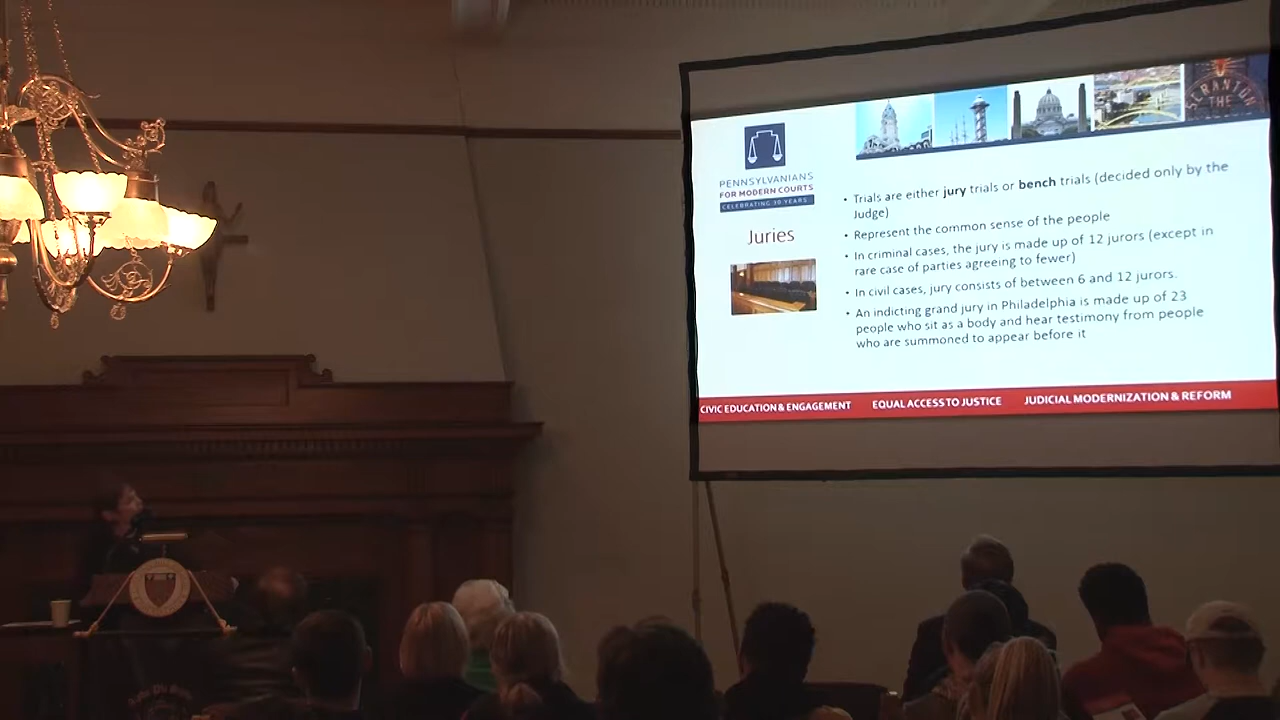 SCRANTON
THE
PENNSYLVANIANS
FOR MODERN COURTS
CELEBRATING 30 YEARS
Juries
• Trials are either jury trials or bench trials (decided only by the
Judge)
• Represent the common sense of the people
• In criminal cases, the jury is made up of 12 jurors (except in
rare case of parties agreeing to fewer)
• In civil cases, jury consists of between 6 and 12 jurors.
• An indicting grand jury in Philadelphia is made up of 23
people who sit as a body and hear testimony from people
who are summoned to appear before it
CIVIC EDUCATION & ENGAGEMENT EQUAL ACCESS TO JUSTICE JUDICIAL MODERNIZATION & REFORM